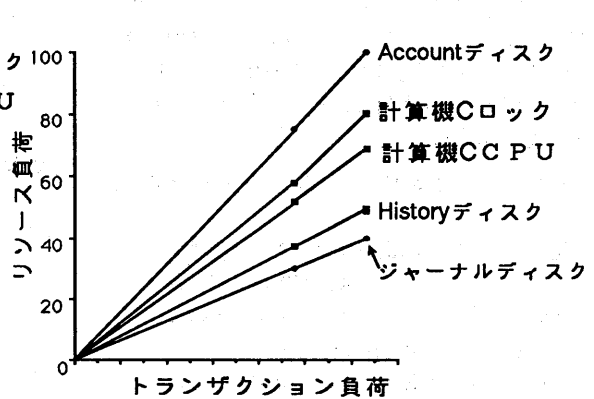 ク
U
リソース負荷
100
80
60
40
20
0
Accountディスク
計算機Cロック
計算機CCPU
Historyディスク
ジャーナルディスク
トランザクション負荷